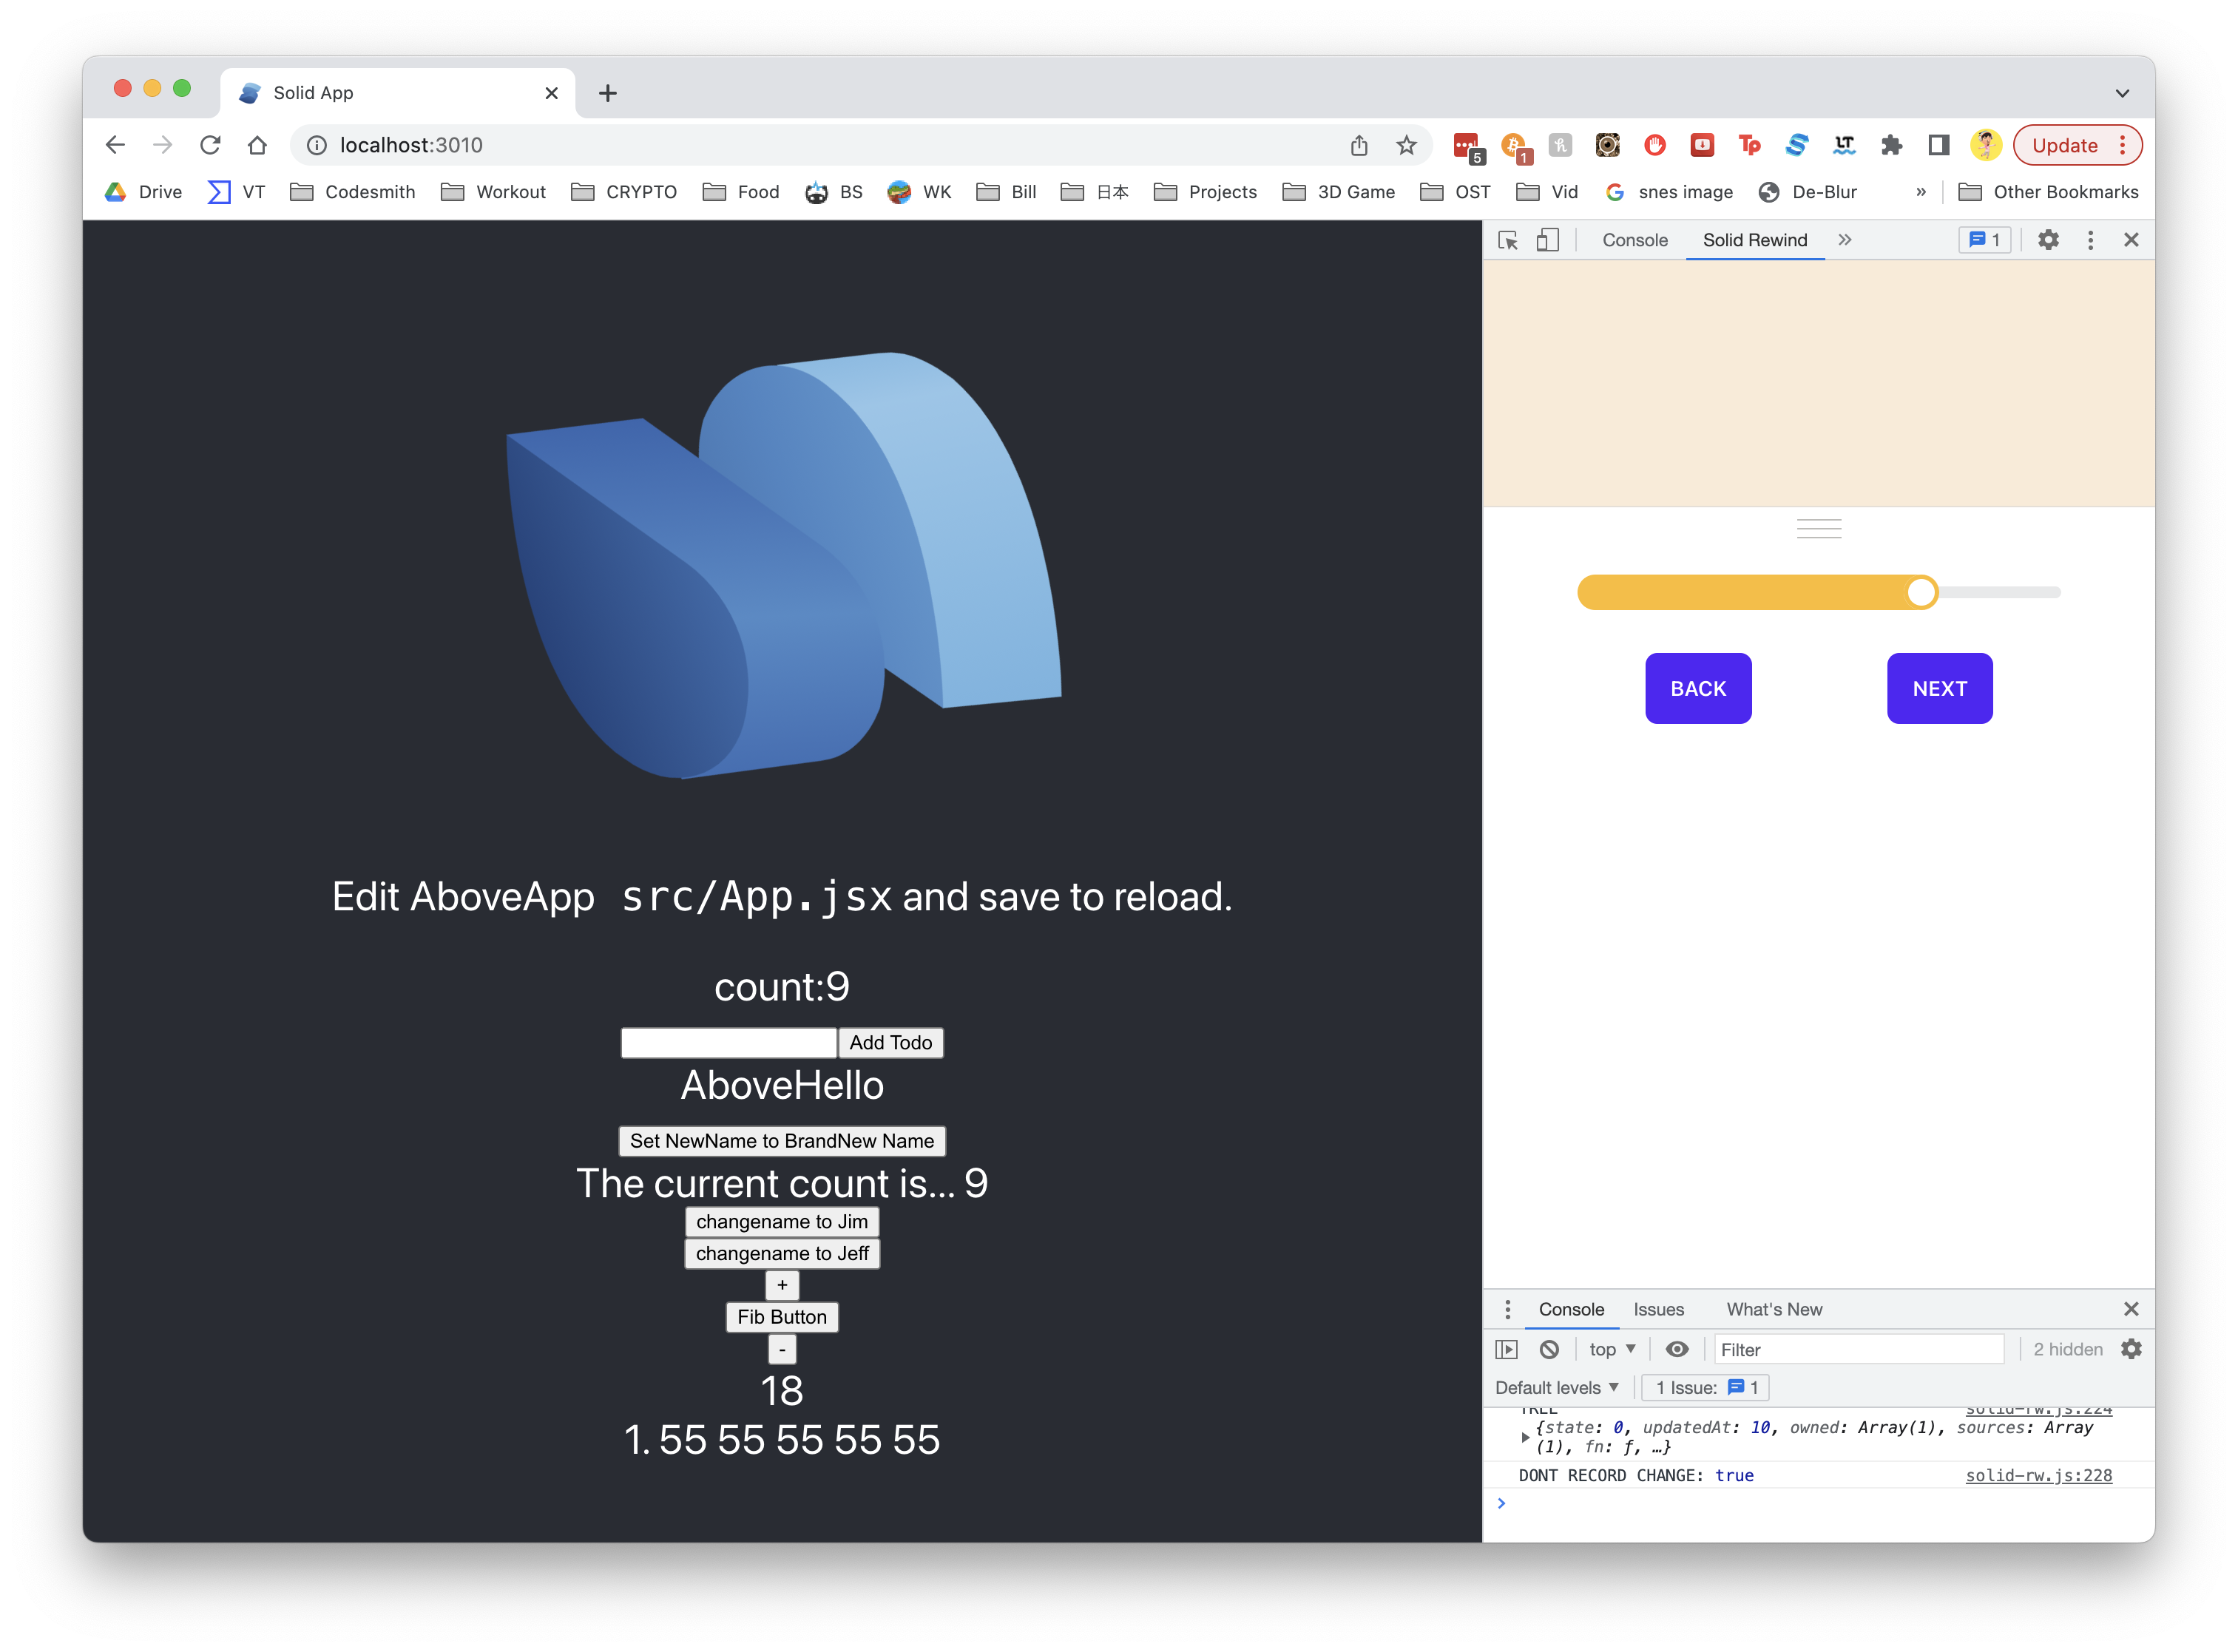 Solid App
localhost:3010
5
1
Tp
LT
Update
Drive
VT
Codesmith
Workout
CRYPTO
Food
BS
WK
Bill
日本
Projects
3D Game
OST
Vid
snes image
De-Blur
»
Other Bookmarks
Edit AboveApp src/App.jsx and save to reload.
count:9
Add Todo
AboveHello
Set NewName to BrandNew Name
The current count is... 9
changename to Jim
changename to Jeff
+
Fib Button
-
18
1. 55 55 55 55 55
Console
Solid Rewind
1
BACK
NEXT
Console
Issues
What's New
top
Filter
2 hidden
Default levels
1 Issue: 1
TREE solid-rw.js:224
{state: 0, updatedAt: 10, owned: Array(1), sources: Array
(1), fn: ƒ, …}
DONT RECORD CHANGE: true solid-rw.js:228